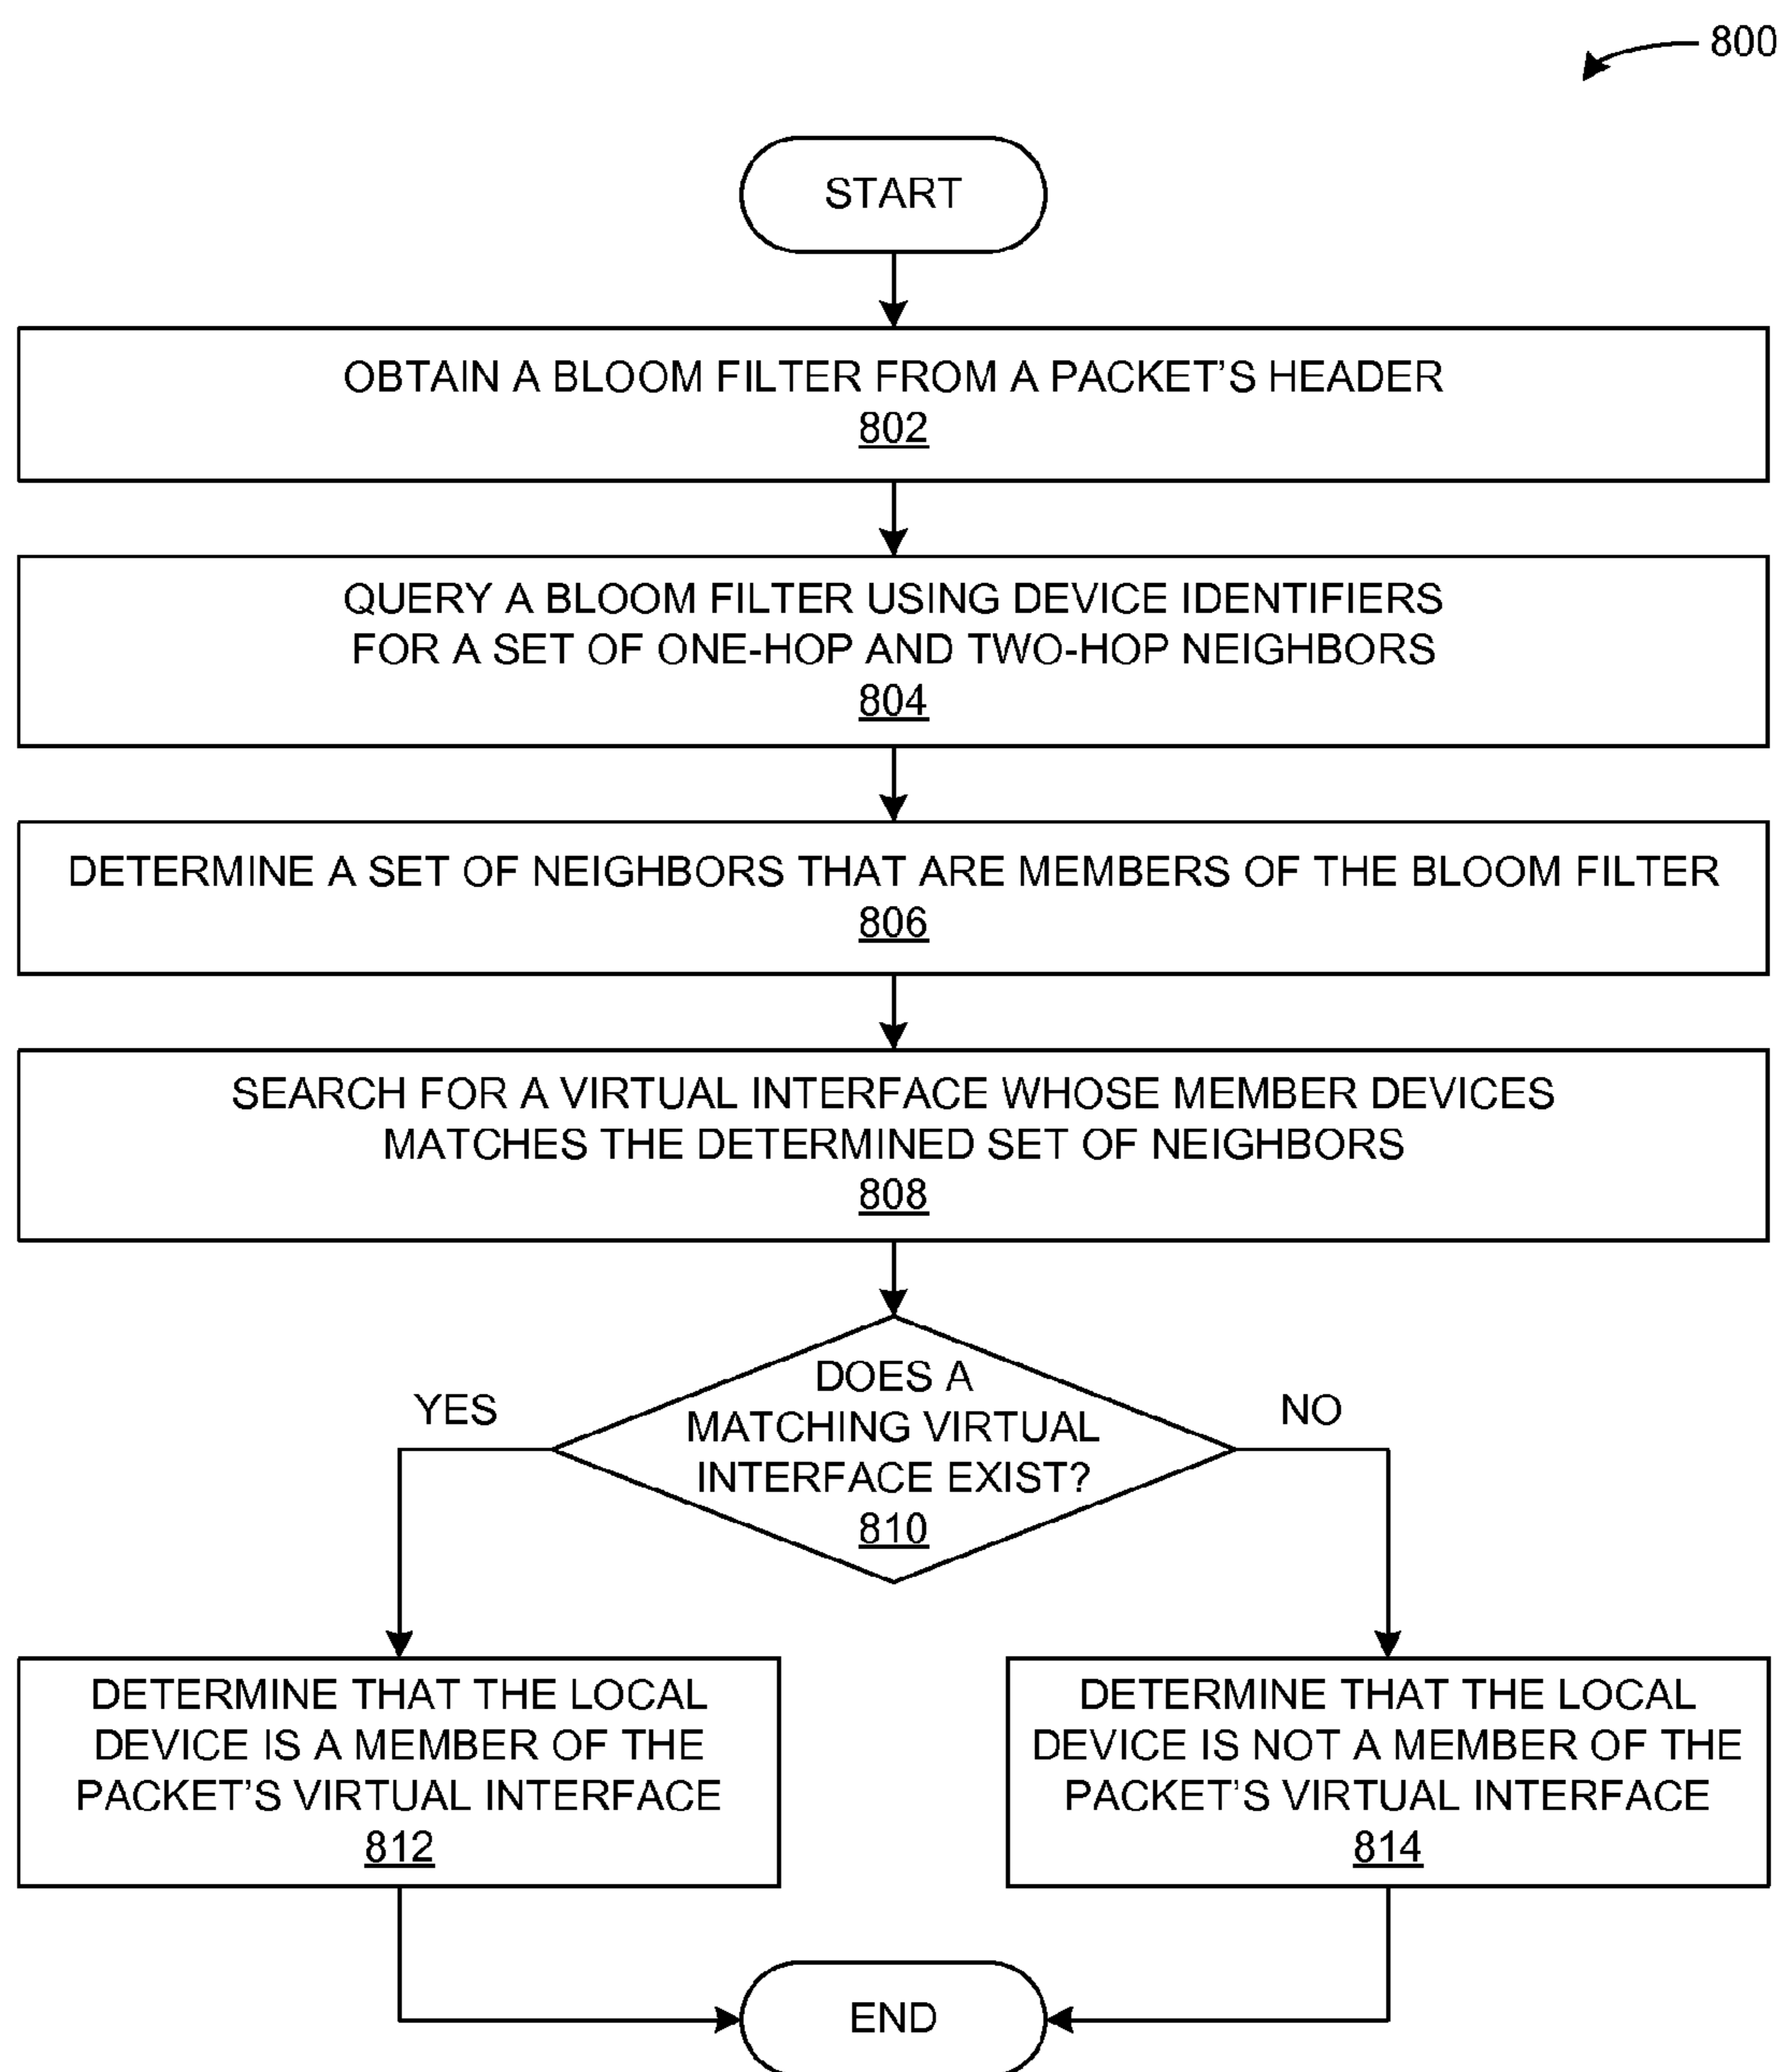 800
START
OBTAIN A BLOOM FILTER FROM A PACKET'S HEADER
802
QUERY A BLOOM FILTER USING DEVICE IDENTIFIERS
FOR A SET OF ONE-HOP AND TWO-HOP NEIGHBORS
804
DETERMINE A SET OF NEIGHBORS THAT ARE MEMBERS OF THE BLOOM FILTER
806
SEARCH FOR A VIRTUAL INTERFACE WHOSE MEMBER DEVICES
MATCHES THE DETERMINED SET OF NEIGHBORS
808
DOES A
MATCHING VIRTUAL
INTERFACE EXIST?
810
YES
NO
DETERMINE THAT THE LOCAL
DEVICE IS A MEMBER OF THE
PACKET'S VIRTUAL INTERFACE
812
DETERMINE THAT THE LOCAL
DEVICE IS NOT A MEMBER OF THE
PACKET'S VIRTUAL INTERFACE
814
END